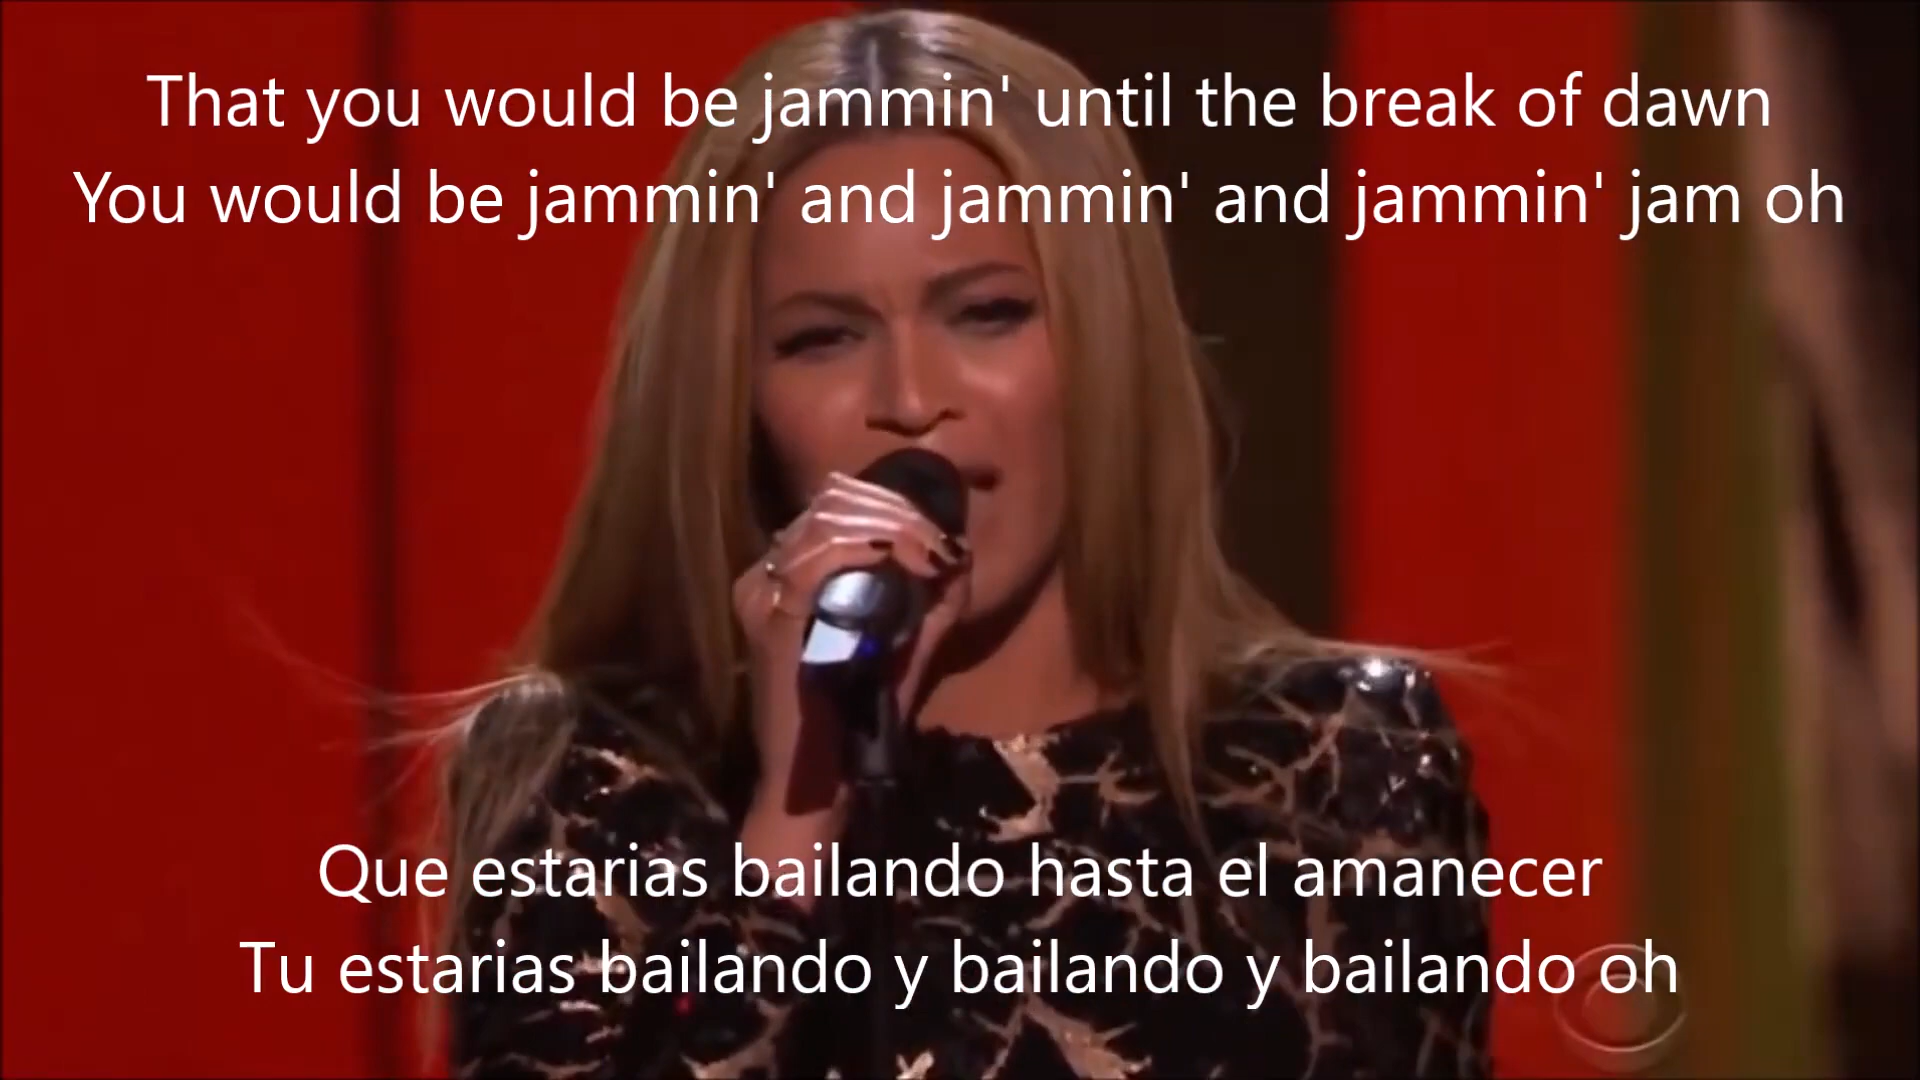 That you would be jammin' until the break of dawn
You would be jammin' and jammin' and jammin' jam oh
Que estarias bailando hasta el amanecer
Tu estarias bailando y bailando y bailando oh